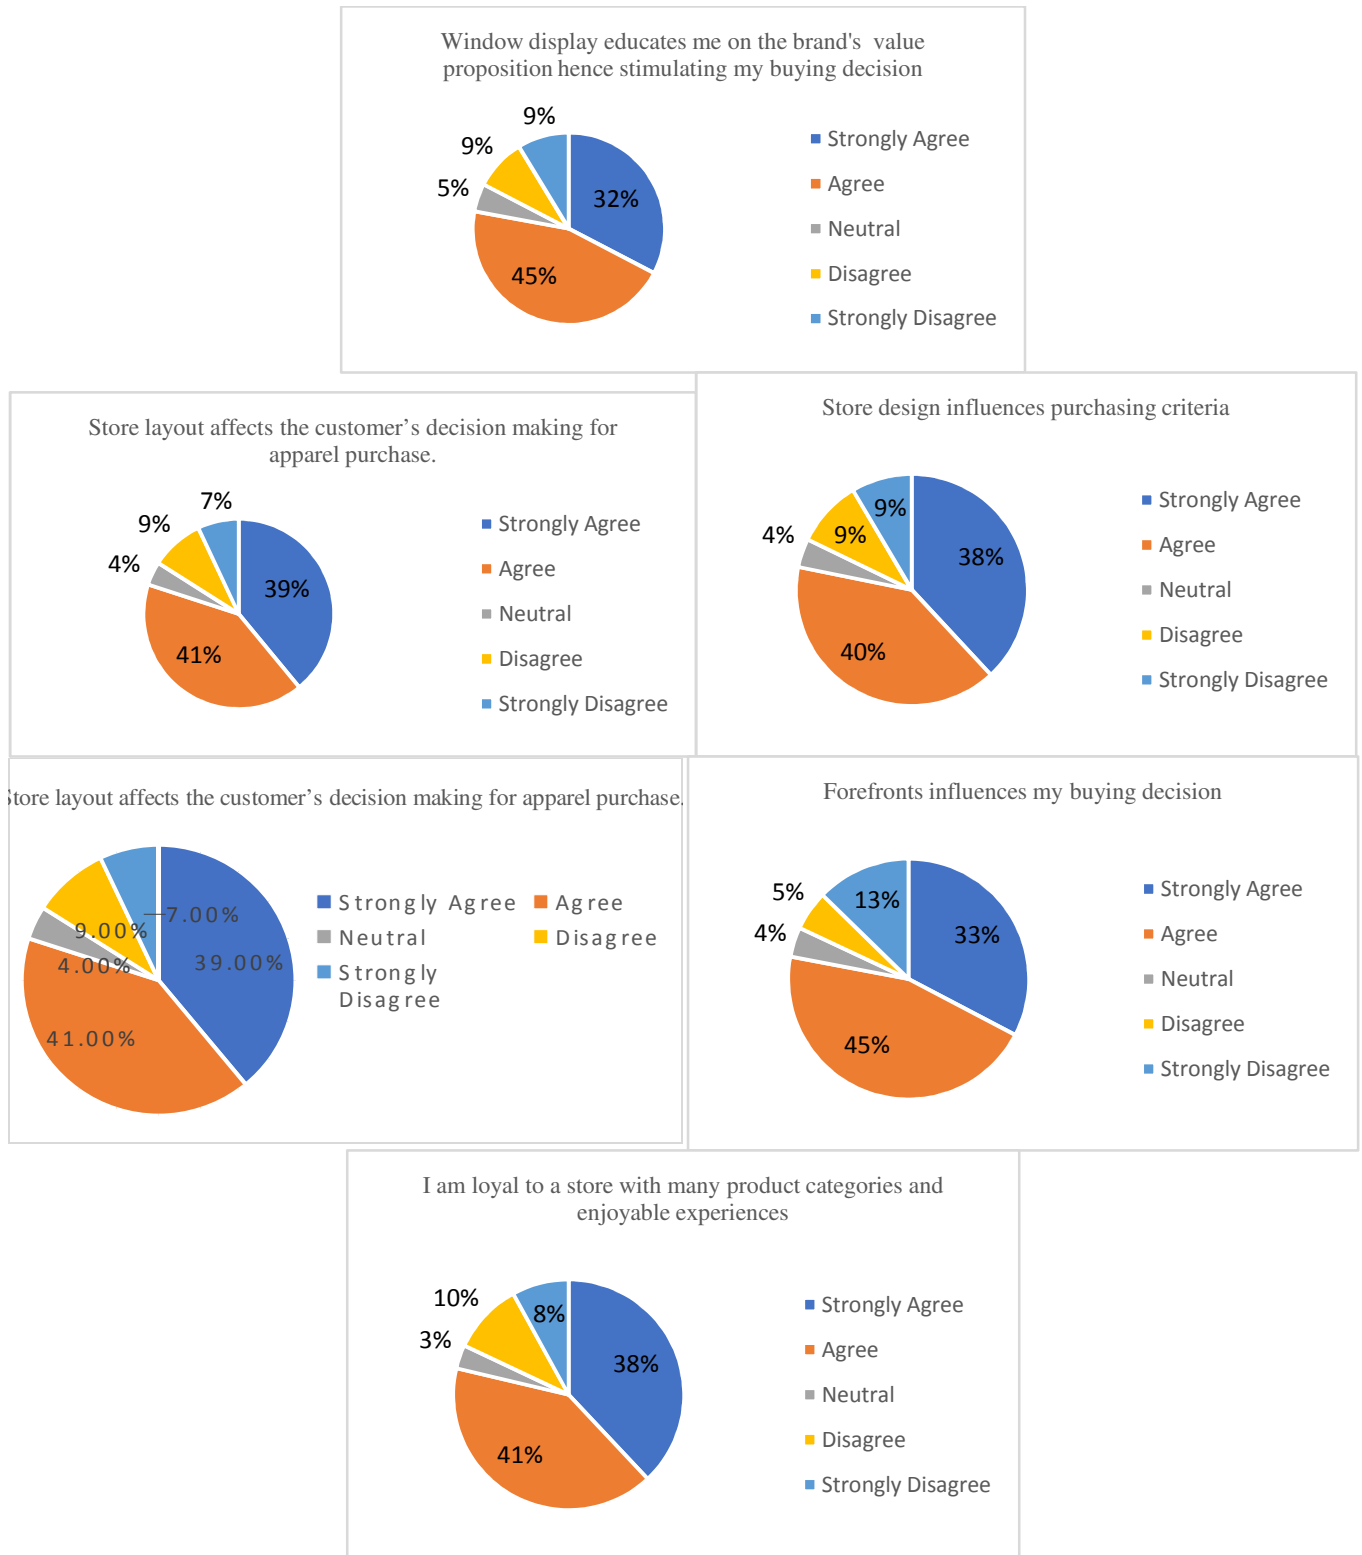 Window display educates me on the brand's value
proposition hence stimulating my buying decision
9%
9%
5%
32%
45%
Strongly Agree
Agree
Neutral
Disagree
Strongly Disagree
Store layout affects the customer’s decision making for
apparel purchase.
7%
9%
4%
39%
41%
Strongly Agree
Agree
Neutral
Disagree
Strongly Disagree
Store design influences purchasing criteria
9%
9%
4%
38%
40%
Strongly Agree
Agree
Neutral
Disagree
Strongly Disagree
Store layout affects the customer’s decision making for apparel purchase.
7.00%
9.00%
4.00%
39.00%
41.00%
Strongly Agree
Agree
Neutral
Disagree
Strongly
Disagree
Forefronts influences my buying decision
13%
5%
4%
33%
45%
Strongly Agree
Agree
Neutral
Disagree
Strongly Disagree
I am loyal to a store with many product categories and
enjoyable experiences
10%
8%
3%
38%
41%
Strongly Agree
Agree
Neutral
Disagree
Strongly Disagree